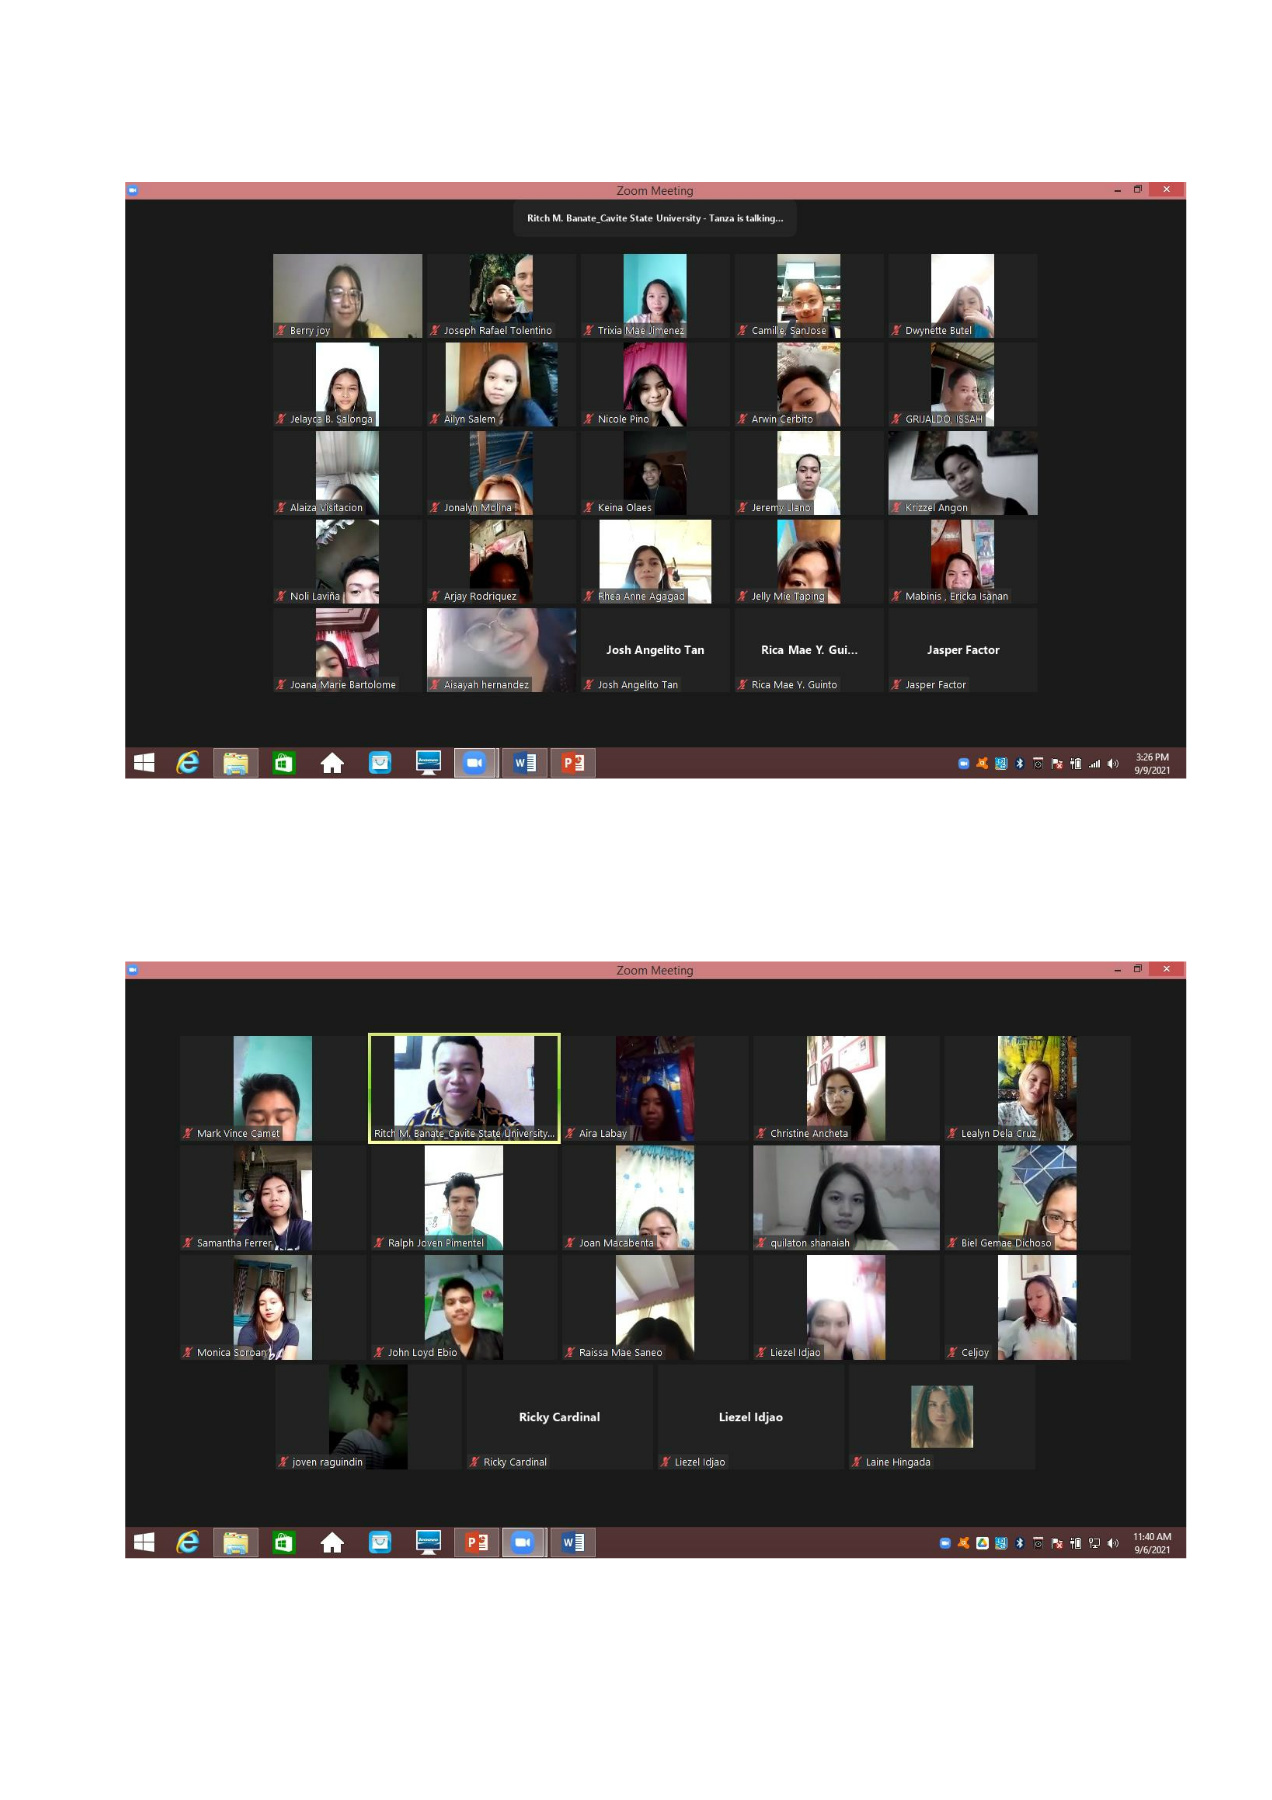 Zoom Meeting
Ritch M. Banate_Cavite State University - Tanza is talking...
Berry joy
Joseph Rafael Tolentino
Trixia Mae Jimenez
Camille, SanJose
Dwynette Butel
Jelayca B. Salonga
Ailyn Salem
Nicole Pino
Arwin Cerbito
GRIJALDO, ISSAH
Alaiza Visitacion
Jonalyn Molina
Keina Olaes
Jeremy Llano
Krizzel Angon
Noli Laviña
Arjay Rodriquez
Rhea Anne Agagad
Jelly Mie Taping
Mabinis , Ericka Isanan
Josh Angelito Tan
Rica Mae Y. Gui...
Jasper Factor
Joana Marie Bartolome
Aisayah hernandez
Josh Angelito Tan
Rica Mae Y. Guinto
Jasper Factor
3:26 PM
9/9/2021
Zoom Meeting
Mark Vince Camet
Ritch M. Banate_Cavite State University...
Aira Labay
Christine Ancheta
Lealyn Dela Cruz
Samantha Ferrer
Ralph Joven Pimentel
Joan Macabenta
quilaton shanaiah
Biel Gemae Dichoso
Monica
John Loyd Ebio
Raissa Mae Saneo
Liezel Idjao
Celjoy
Ricky Cardinal
Liezel Idjao
joven raguindin
Ricky Cardinal
Liezel Idjao
Laine Hingada
11:40 AM
9/6/2021